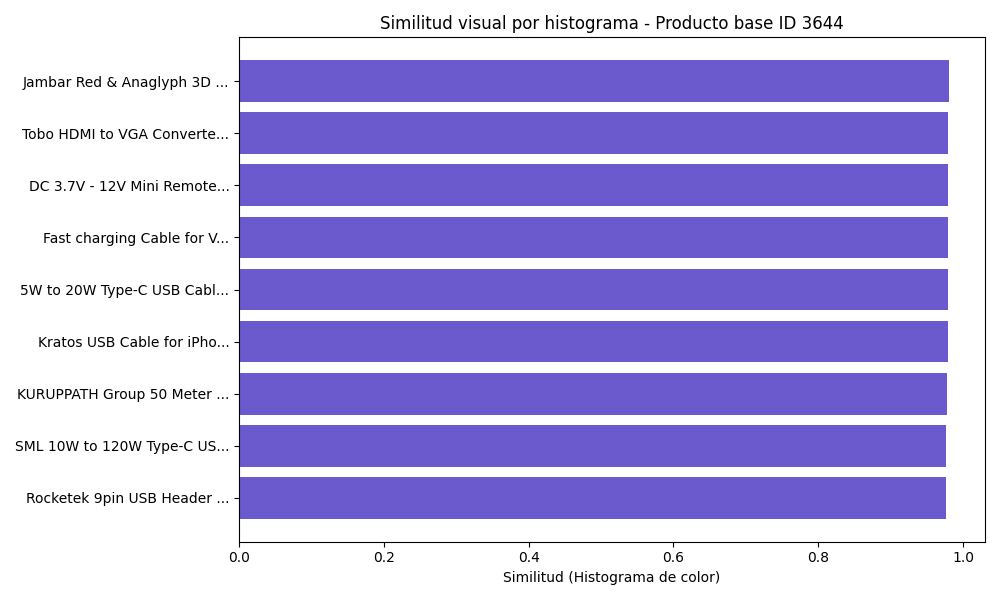 Similitud visual por histograma - Producto base ID 3644
Jambar Red & Anaglyph 3D ...
Tobo HDMI to VGA Converte...
DC 3.7V - 12V Mini Remote...
Fast charging Cable for V...
5W to 20W Type-C USB Cabl...
Kratos USB Cable for iPho...
KURUPPATH Group 50 Meter ...
SML 10W to 120W Type-C US...
Rocketek 9pin USB Header ...
0.0 0.2 0.4 0.6 0.8 1.0
Similitud (Histograma de color)